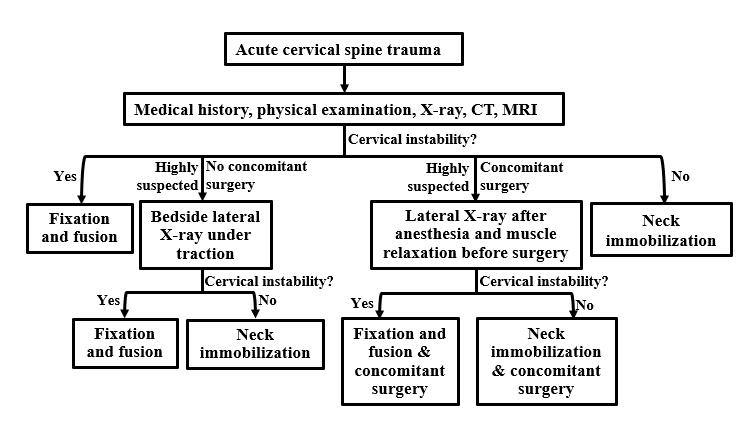 Acute cervical spine trauma
Medical history, physical examination, X-ray, CT, MRI
Cervical instability?
Yes
Highly
suspected
No concomitant
surgery
Highly
suspected
Concomitant
surgery
No
Fixation
and fusion
Bedside lateral
X-ray under
traction
Lateral X-ray after
anesthesia and muscle
relaxation before surgery
Neck
immobilization
Cervical instability?
Yes
No
Cervical instability?
Yes
No
Fixation
and fusion
Neck
immobilization
Fixation and
fusion &
concomitant
surgery
Neck
immobilization
& concomitant
surgery